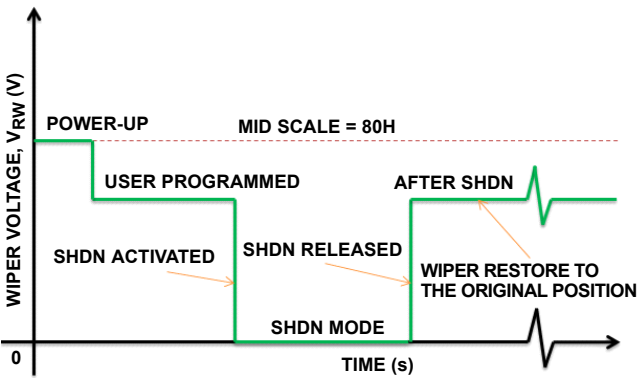 WIPER VOLTAGE, VRW (V)
POWER-UP
MID SCALE = 80H
USER PROGRAMMED
AFTER SHDN
SHDN ACTIVATED
SHDN RELEASED
WIPER RESTORE TO
THE ORIGINAL POSITION
SHDN MODE
0
TIME (s)